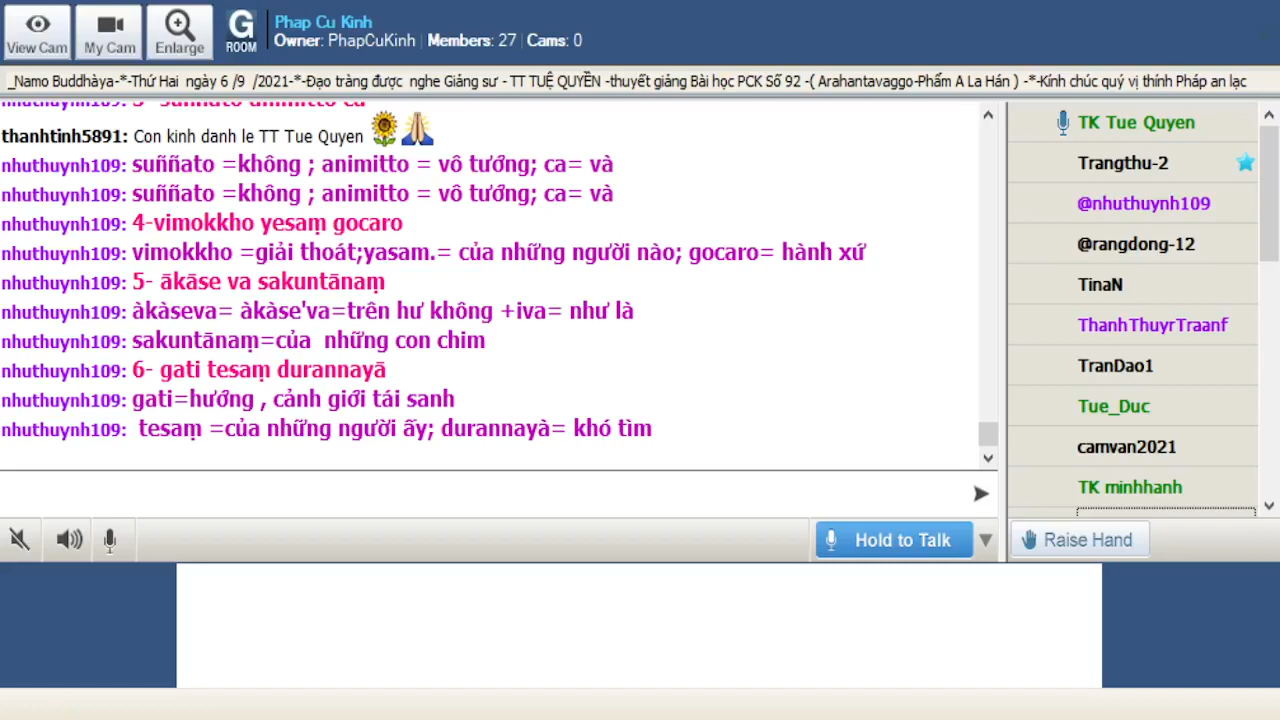 View Cam
My Cam
Enlarge
G
ROOM
Phap Cu Kinh
Owner: PhapCuKinh Members: 27 Cams: 0
_Namo Buddhàya-*-Thứ Hai ngày 6 /9 /2021-*-Đạo tràng được nghe Giảng sư - TT TUỆ QUYỀN -thuyết giảng Bài học PCK Số 92 -( Arahantavaggo-Phẩm A La Hán ) -*-Kính chúc quý vị thính Pháp an lạc
nhuthuynh109: 3- suññato animitto ca
thanhtinh5891: Con kinh danh le TT Tue Quyen
nhuthuynh109: suññato =không ; animitto = vô tướng; ca= và
nhuthuynh109: suññato =không ; animitto = vô tướng; ca= và
nhuthuynh109: 4-vimokkho yesaṃ gocaro
nhuthuynh109: vimokkho =giải thoát;yasam.= của những người nào; gocaro= hành xứ
nhuthuynh109: 5- ākāse va sakuntānaṃ
nhuthuynh109: àkàseva= àkàse'va=trên hư không +iva= như là
nhuthuynh109: sakuntānaṃ=của những con chim
nhuthuynh109: 6- gati tesaṃ durannayā
nhuthuynh109: gati=hướng , cảnh giới tái sanh
nhuthuynh109: tesaṃ =của những người ấy; durannayà= khó tìm
TK Tue Quyen
Trangthu-2
@nhuthuynh109
@rangdong-12
TinaN
ThanhThuyrTraanf
TranDao1
Tue_Duc
camvan2021
TK minhhanh
Hold to Talk
Raise Hand